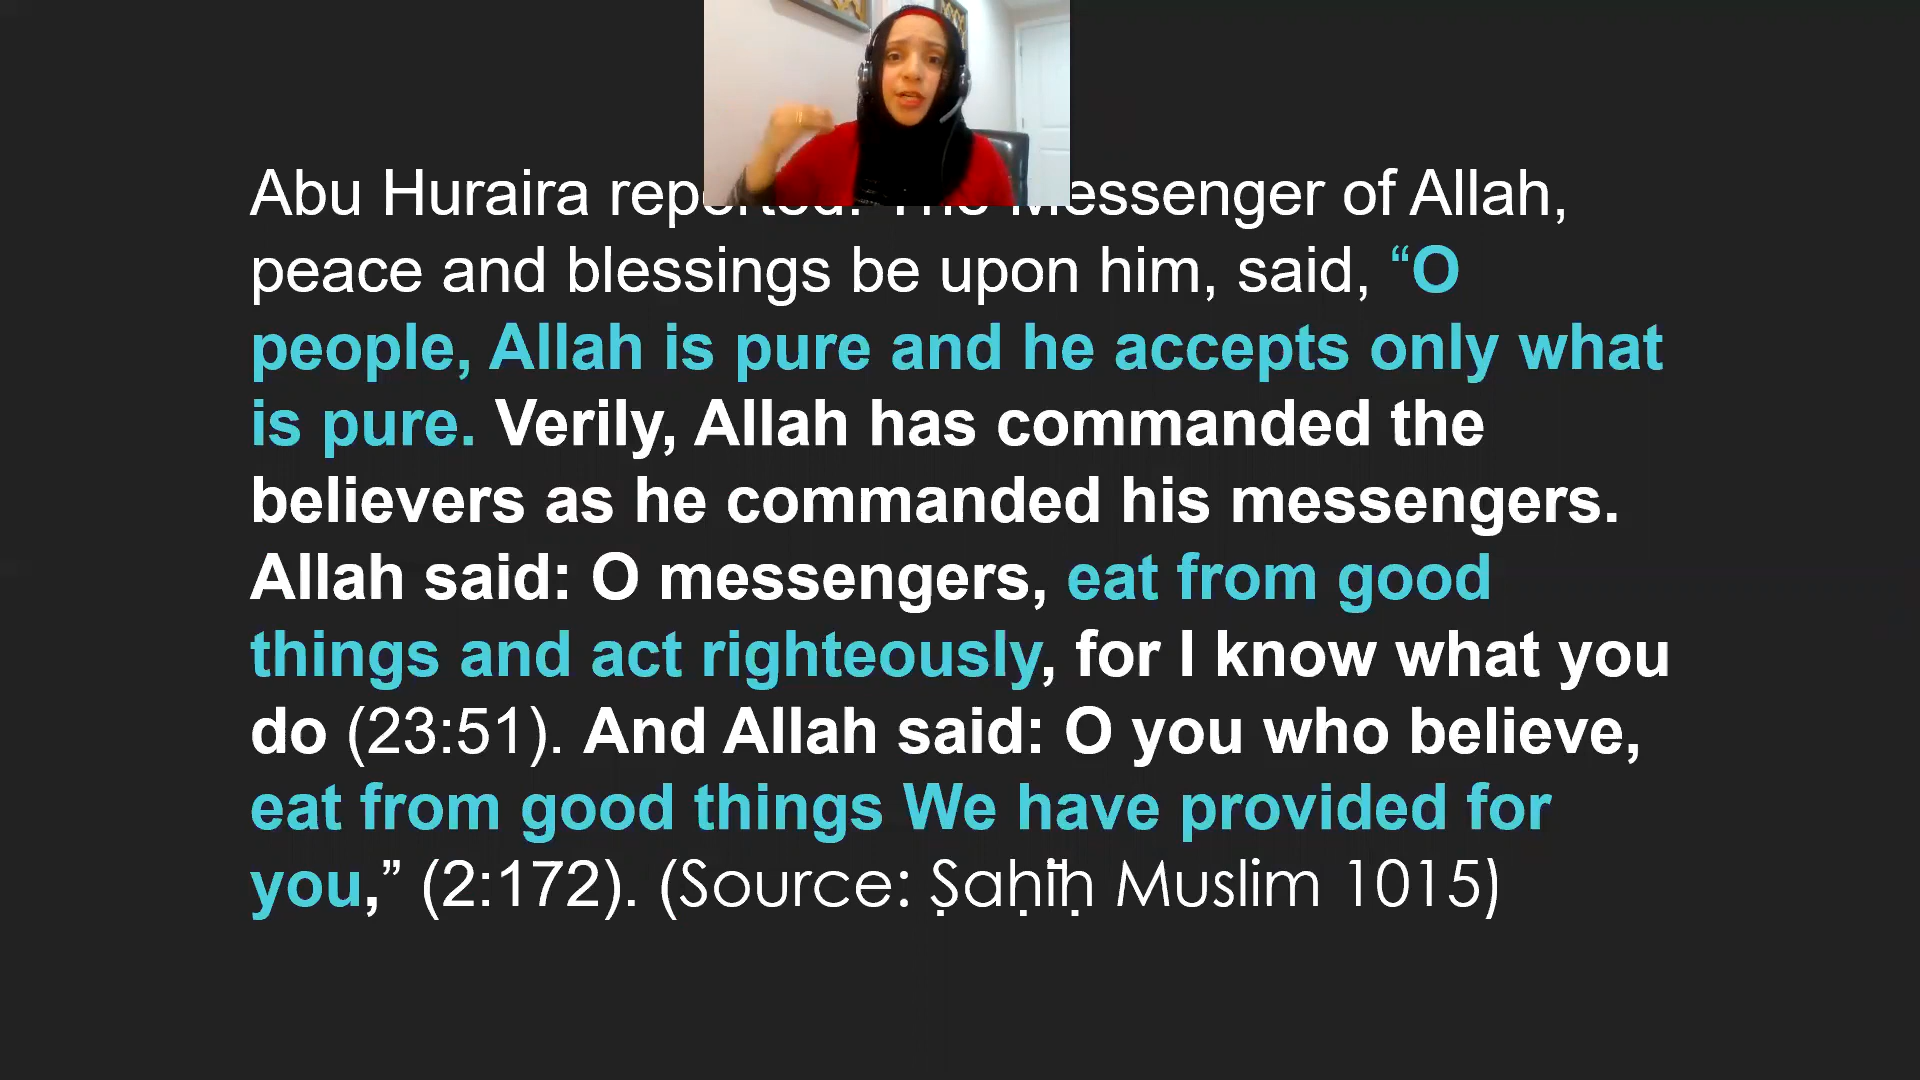 Abu Huraira reported: The Messenger of Allah,
peace and blessings be upon him, said, “O
people, Allah is pure and he accepts only what
is pure. Verily, Allah has commanded the
believers as he commanded his messengers.
Allah said: O messengers, eat from good
things and act righteously, for I know what you
do (23:51). And Allah said: O you who believe,
eat from good things We have provided for
you,” (2:172). (Source: Ṣaḥīḥ Muslim 1015)